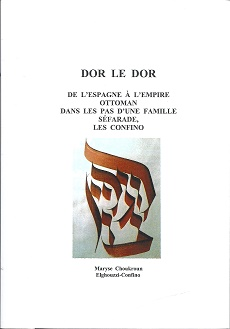 DOR LE DOR
DE L'ESPAGNE À L'EMPIRE
OTTOMAN
DANS LES PAS D'UNE FAMILLE
SÉFARADE,
LES CONFINO
Maryse Choukroun
Elghouzzi-Confino